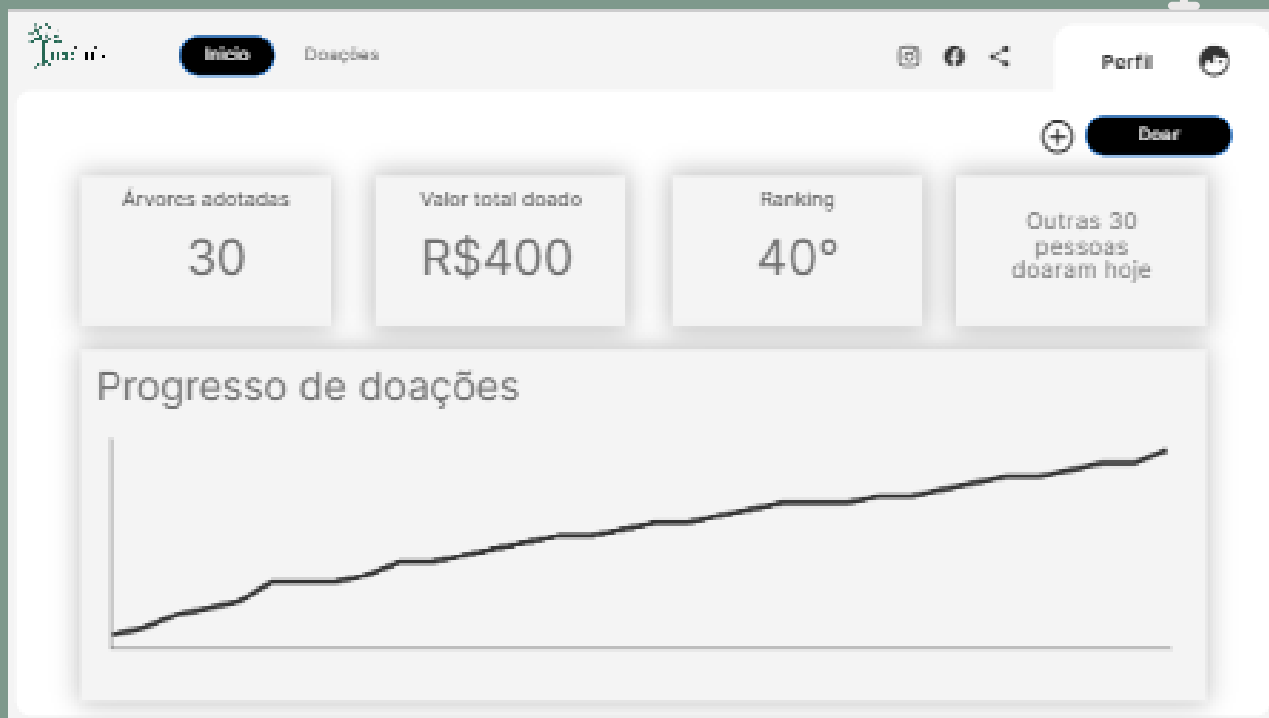 Início
Doações
Perfil
Doar
Árvores adotadas
30
Valor total doado
R$400
Ranking
40°
Outras 30
pessoas
doaram hoje
Progresso de doações